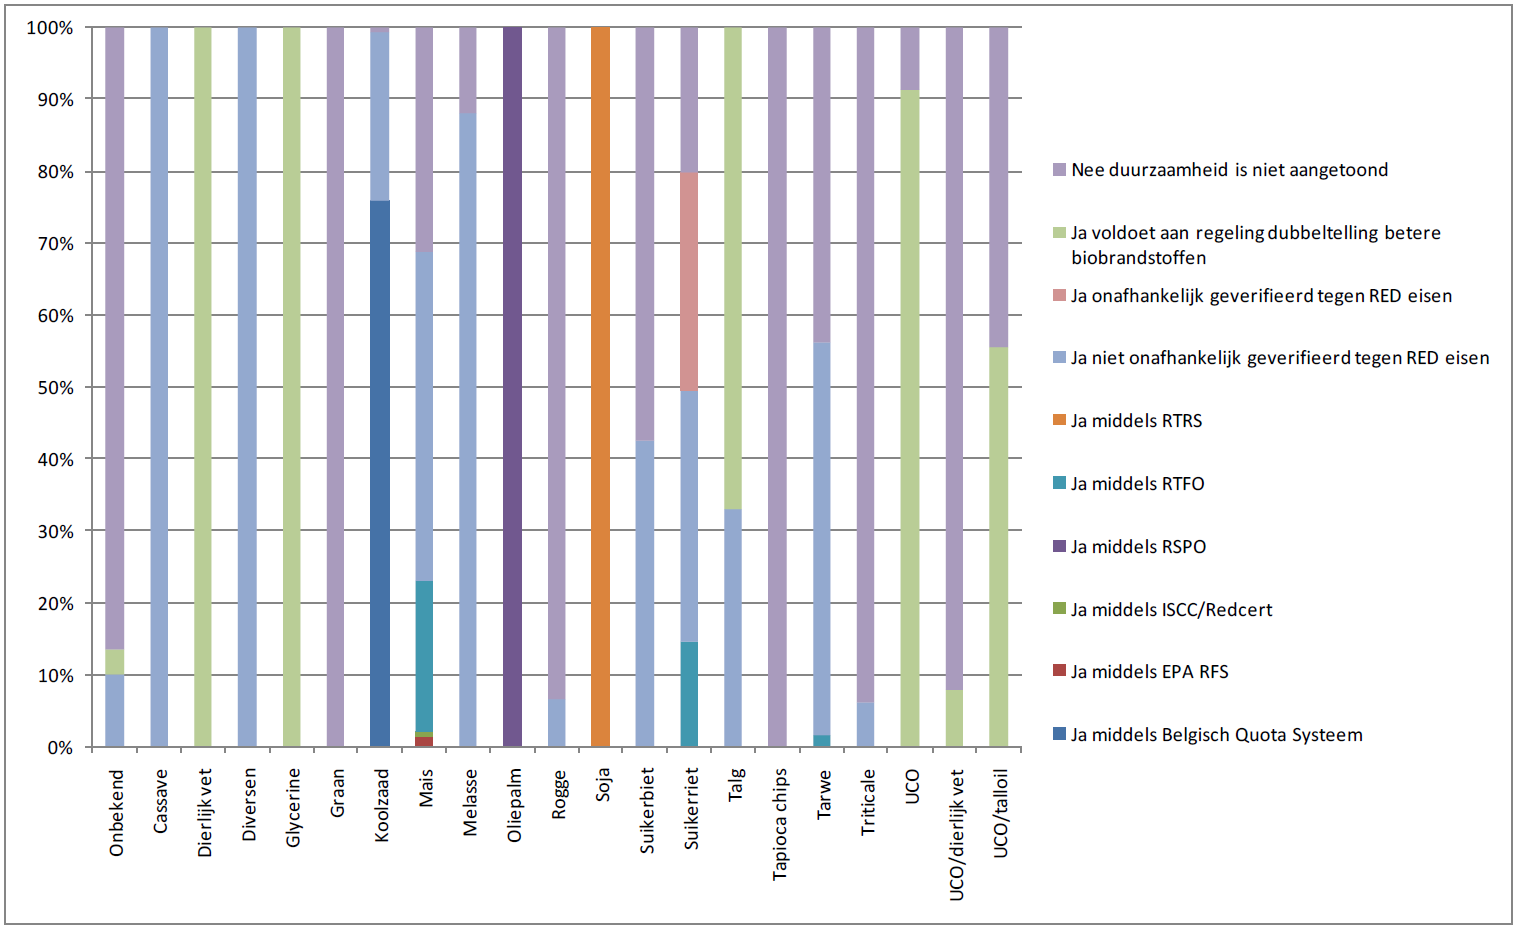 100%
90%
80%
70%
60%
50%
40%
30%
20%
10%
0%
Onbekend
Cassave
Dierlijk vet
Diversen
Glycerine
Graan
Koolzaad
Mais
Melasse
Oliepalm
Rogge
Soja
Suikerbiet
Suikerriet
Talg
Tapioca chips
Tarwe
Triticale
UCO
UCO/dierlijk vet
UCO/talloil
Nee duurzaamheid is niet aangetoond
Ja voldoet aan regeling dubbeltelling betere
biobrandstoffen
Ja onafhankelijk geverifieerd tegen RED eisen
Ja niet onafhankelijk geverifieerd tegen RED eisen
Ja middels RTRS
Ja middels RTFO
Ja middels RSPO
Ja middels ISCC/Redcert
Ja middels EPA RFS
Ja middels Belgisch Quota Systeem